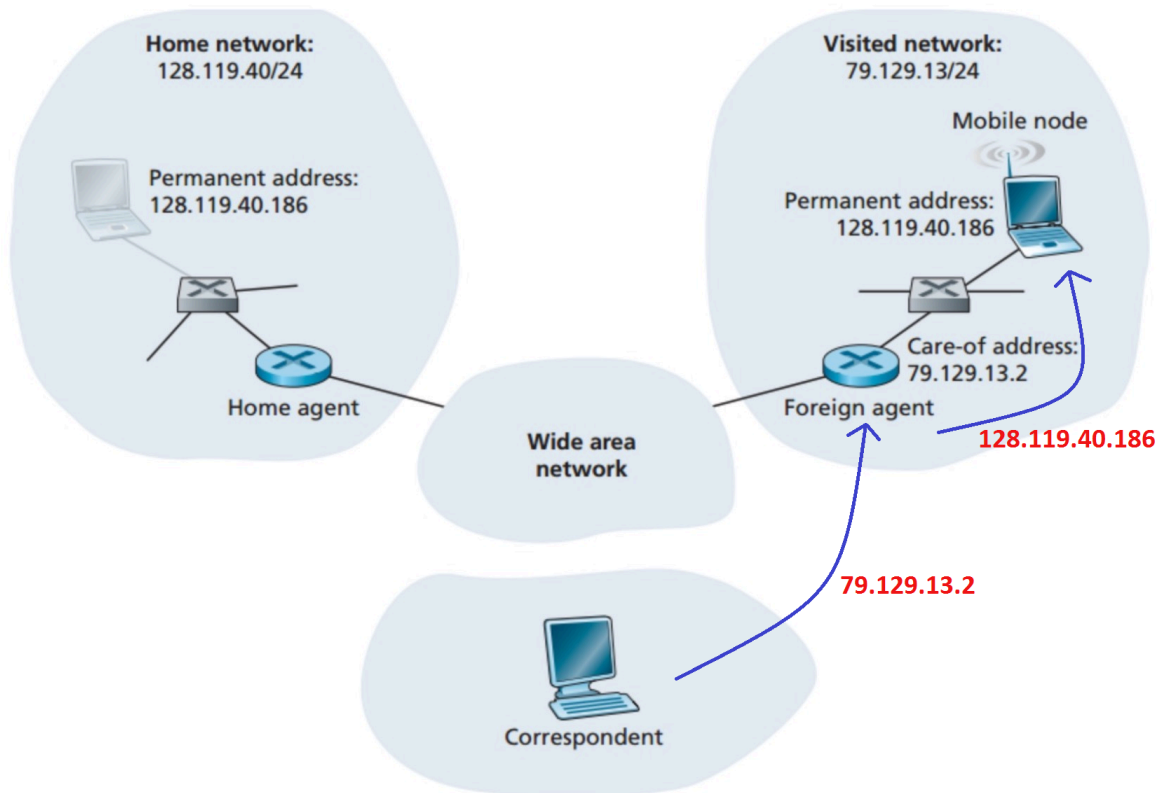 Home network:
128.119.40/24
Visited network:
79.129.13/24
Mobile node
Permanent address:
128.119.40.186
Permanent address:
128.119.40.186
Care-of address:
79.129.13.2
Home agent
Foreign agent
128.119.40.186
Wide area
network
79.129.13.2
Correspondent